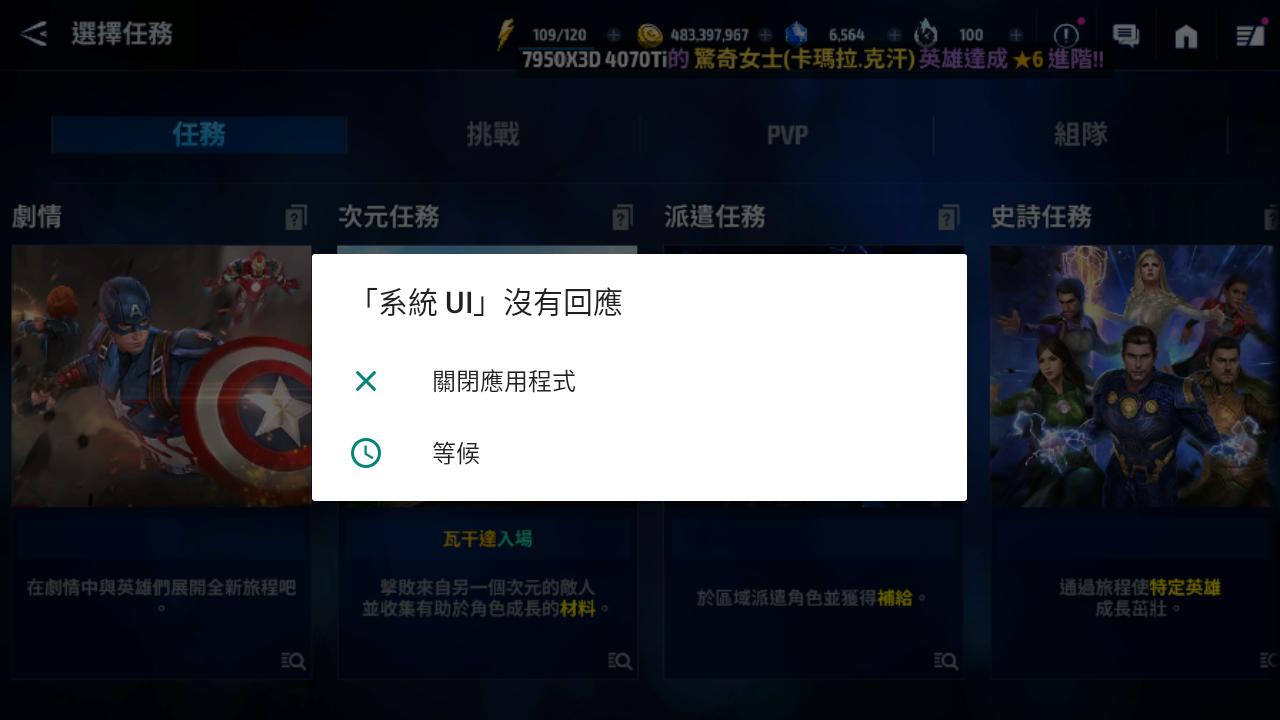 選擇任務
109/120
483,397,967
6,564
100
7950X3D 4070Ti的 驚奇女士(卡瑪拉.克汗) 英雄達成 ★6 進階!!
任務
挑戰
PVP
組隊
劇情
次元任務
派遣任務
史詩任務
「系統 UI」沒有回應
關閉應用程式
等候
在劇情中與英雄們展開全新旅程吧
。
瓦干達入場
擊敗來自另一個次元的敵人
並收集有助於角色成長的材料。
於區域派遣角色並獲得補給。
通過旅程使特定英雄
成長茁壯。